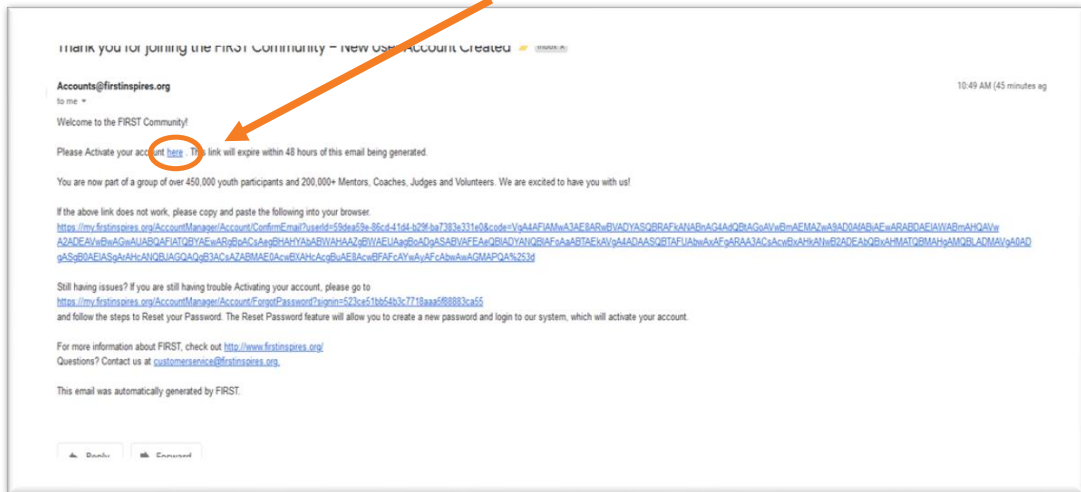 Thank you for joining the FIRST Community – New User Account Created Inbox x
Accounts@firstinspires.org
10:49 AM (45 minutes ag
to me
Welcome to the FIRST Community!
Please Activate your account here . This link will expire within 48 hours of this email being generated.
You are now part of a group of over 450,000 youth participants and 200,000+ Mentors, Coaches, Judges and Volunteers. We are excited to have you with us!
If the above link does not work, please copy and paste the following into your browser.
Still having issues? If you are still having trouble Activating your account, please go to
https://my.firstinspires.org/AccountManager/Account/ForgotPassword?signin=523ce51bb54b3c7718aaa5f88883ca55
and follow the steps to Reset your Password. The Reset Password feature will allow you to create a new password and login to our system, which will activate your account.
For more information about FIRST, check out http://www.firstinspires.org/
Questions? Contact us at customerservice@firstinspires.org.
This email was automatically generated by FIRST.
Reply Forward